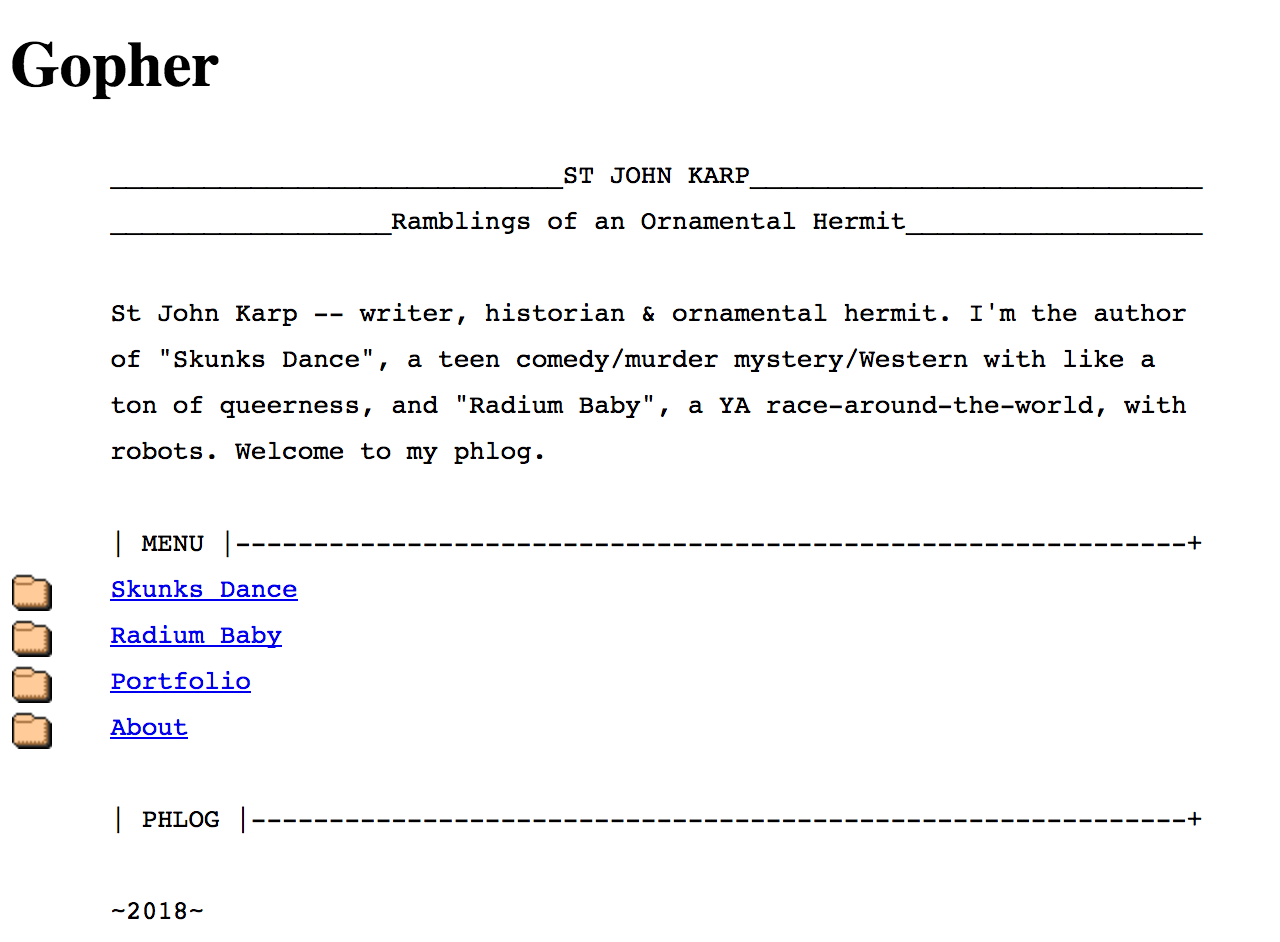 Gopher
_____________________________ST JOHN KARP_____________________________
__________________Ramblings of an Ornamental Hermit___________________
St John Karp -- writer, historian & ornamental hermit. I'm the author
of "Skunks Dance", a teen comedy/murder mystery/Western with like a
ton of queerness, and "Radium Baby", a YA race-around-the-world, with
robots. Welcome to my phlog.
| MENU |-------------------------------------------------------------+
Skunks Dance
Radium Baby
Portfolio
About
| PHLOG |------------------------------------------------------------+
~2018~